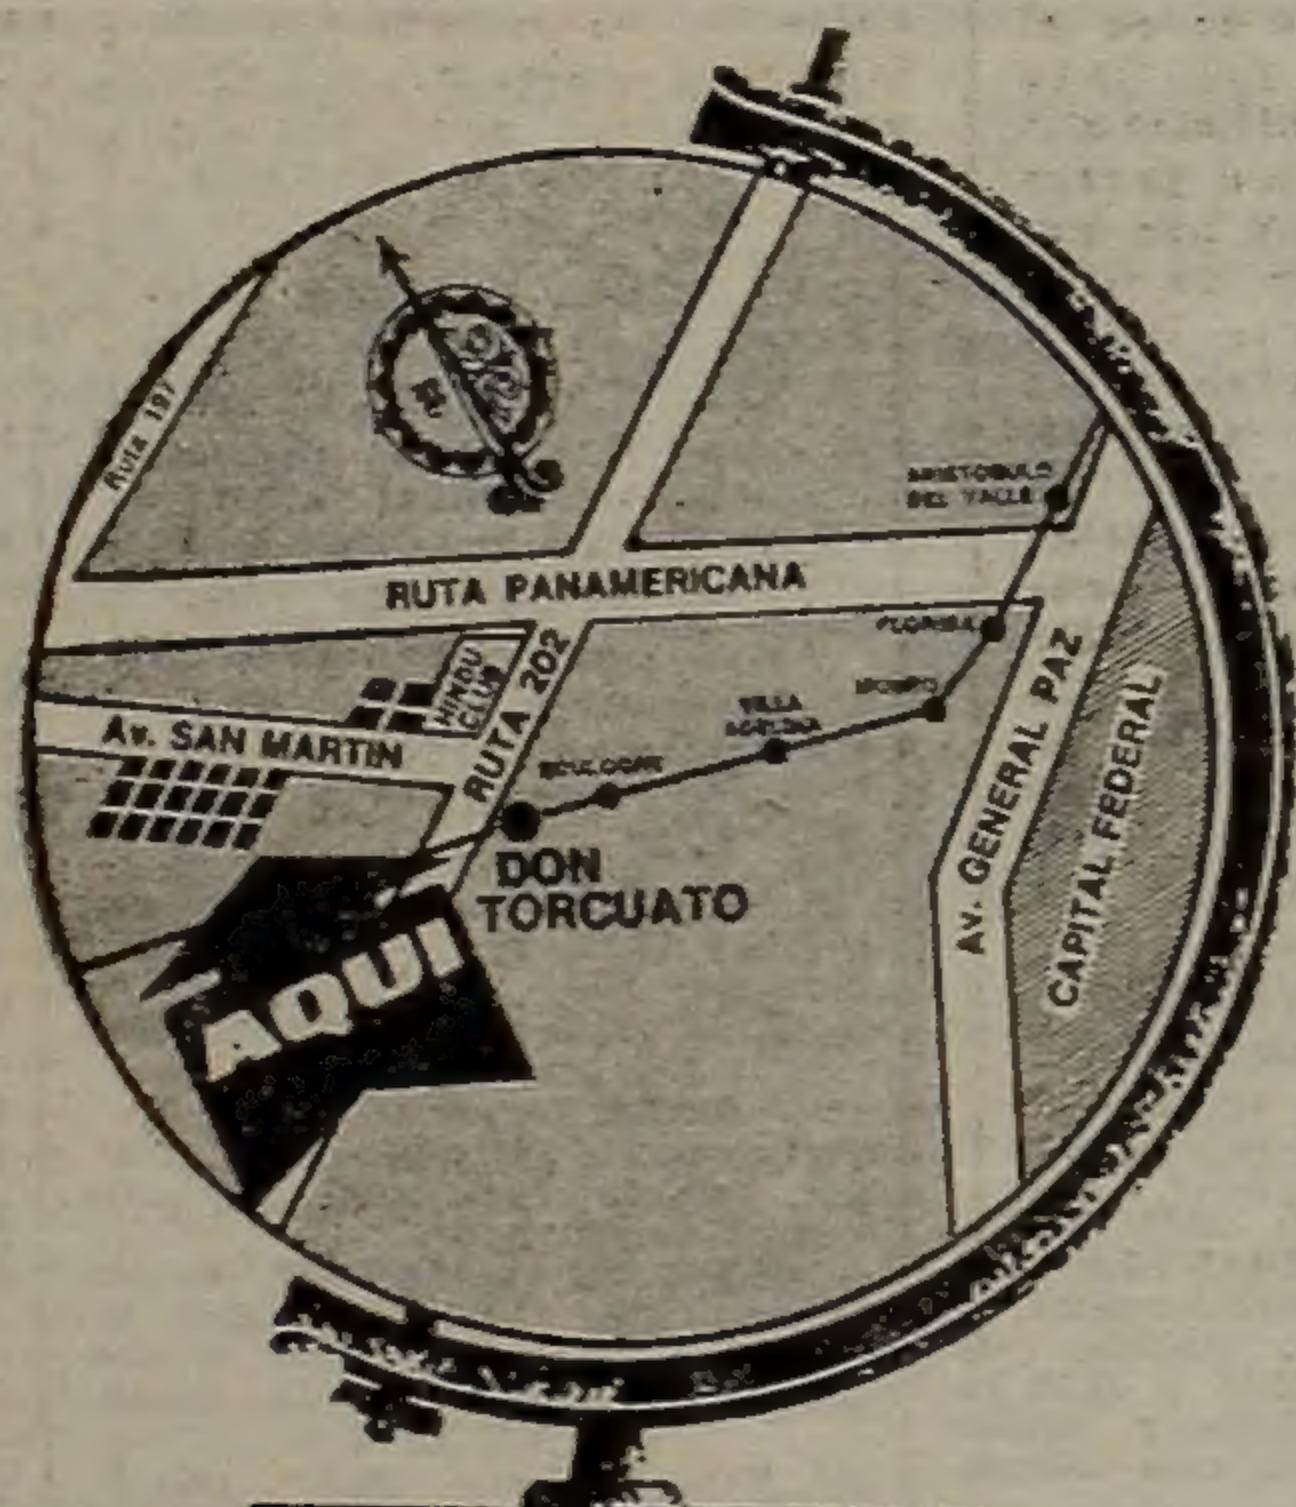 Ruta 197
ARISTOBULO
DEL VALLE
RUTA PANAMERICANA
FLORIDA
HINDU
CLUB
RUTA 202
MUNRO
VILLA
ADELINA
Av. SAN MARTIN
BOULOGNE
AV. GENERAL PAZ
CAPITAL FEDERAL
DON
TORCUATO
AQUI